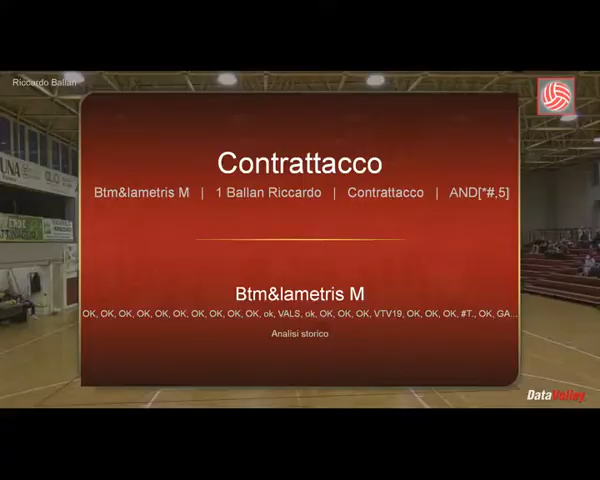 Riccardo Ballan
Contrattacco
Btm&lametris M | 1 Ballan Riccardo | Contrattacco | AND[*#,5]
Btm&lametris M
OK, OK, OK, OK, OK, OK, OK, OK, OK, OK, ok, VALS, ok, OK, OK, OK, VTV19, OK, OK, OK, #T., OK, GA...
Analisi storico
DataVolley